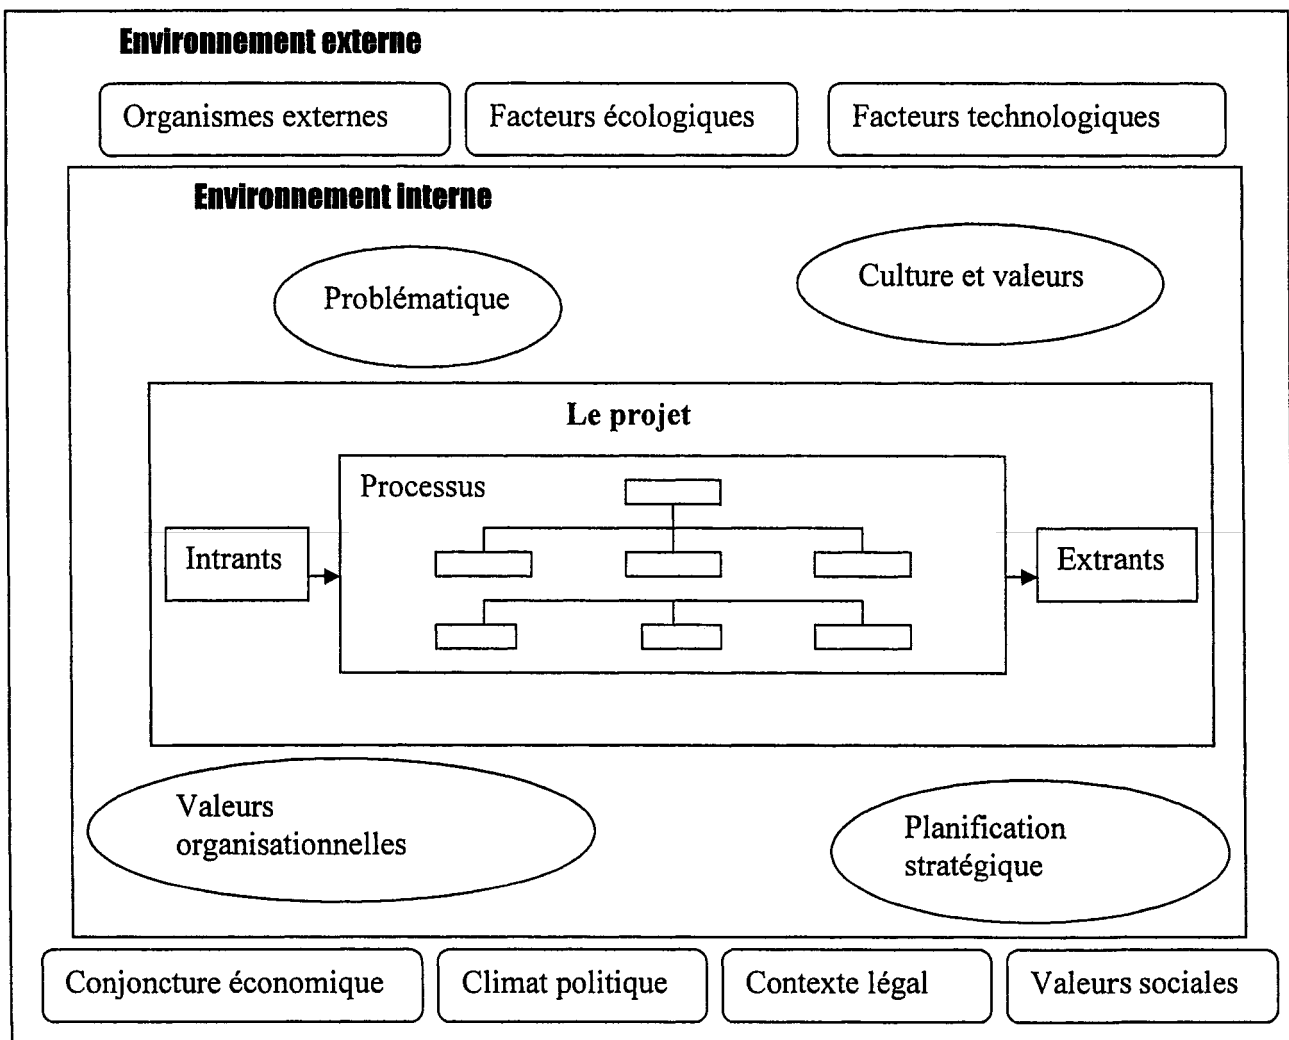 Environnement externe
Organismes externes
Facteurs écologiques
Facteurs technologiques
Environnement interne
Problématique
Culture et valeurs
Le projet
Processus
Intrants
Extrants
Valeurs
organisationnelles
Planification
stratégique
Conjoncture économique
Climat politique
Contexte légal
Valeurs sociales